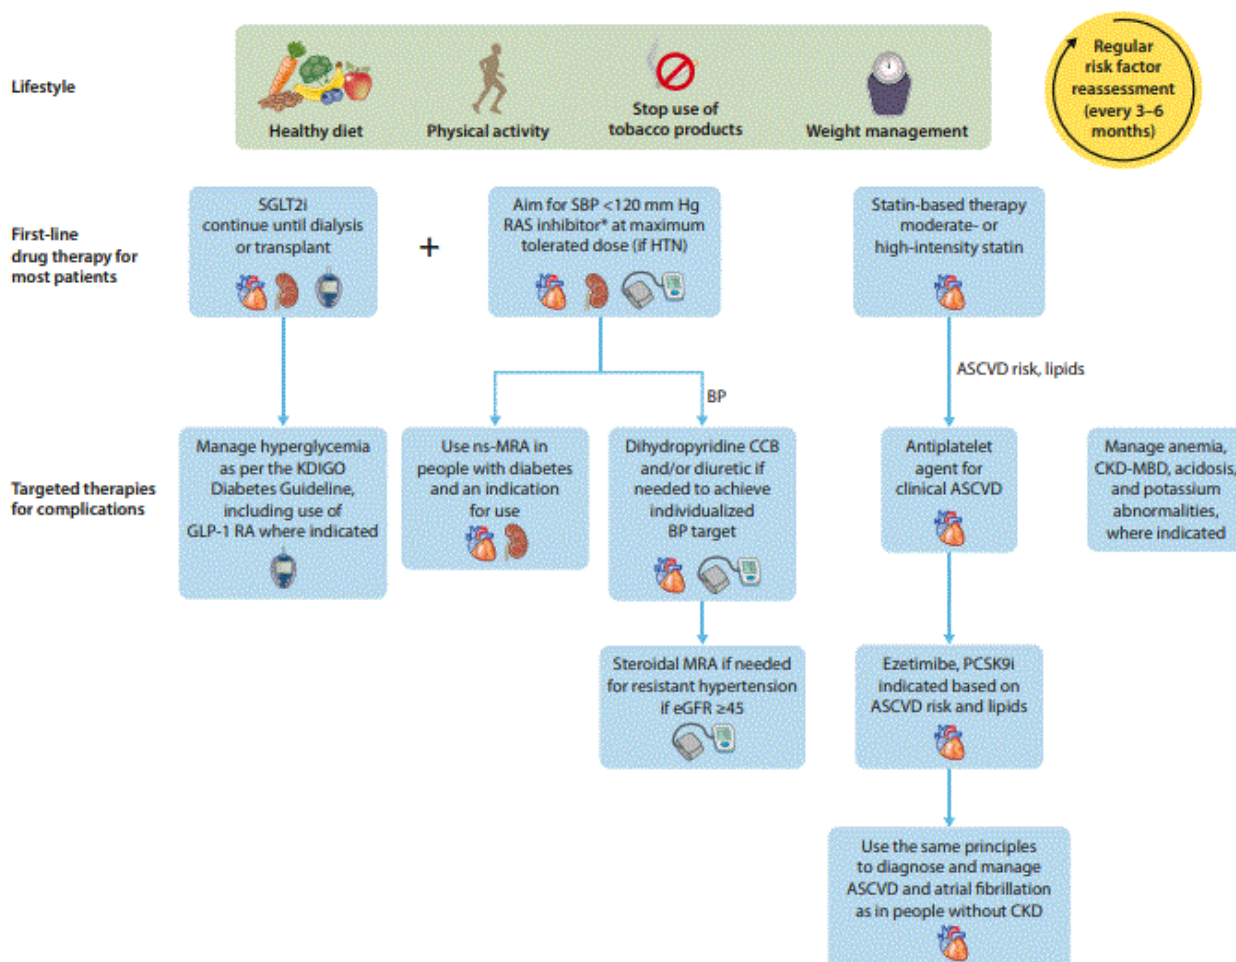 Lifestyle
Healthy diet
Physical activity
Stop use of
tobacco products
Weight management
Regular
risk factor
reassessment
(every 3–6
months)
First-line
drug therapy for
most patients
SGLT2i
continue until dialysis
or transplant
+
Aim for SBP <120 mm Hg
RAS inhibitor* at maximum
tolerated dose (if HTN)
Statin-based therapy
moderate- or
high-intensity statin
ASCVD risk, lipids
BP
Targeted therapies
for complications
Manage hyperglycemia
as per the KDIGO
Diabetes Guideline,
including use of
GLP-1 RA where indicated
Use ns-MRA in
people with diabetes
and an indication
for use
Dihydropyridine CCB
and/or diuretic if
needed to achieve
individualized
BP target
Antiplatelet
agent for
clinical ASCVD
Manage anemia,
CKD-MBD, acidosis,
and potassium
abnormalities,
where indicated
Steroidal MRA if needed
for resistant hypertension
if eGFR ≥45
Ezetimibe, PCSK9i
indicated based on
ASCVD risk and lipids
Use the same principles
to diagnose and manage
ASCVD and atrial fibrillation
as in people without CKD